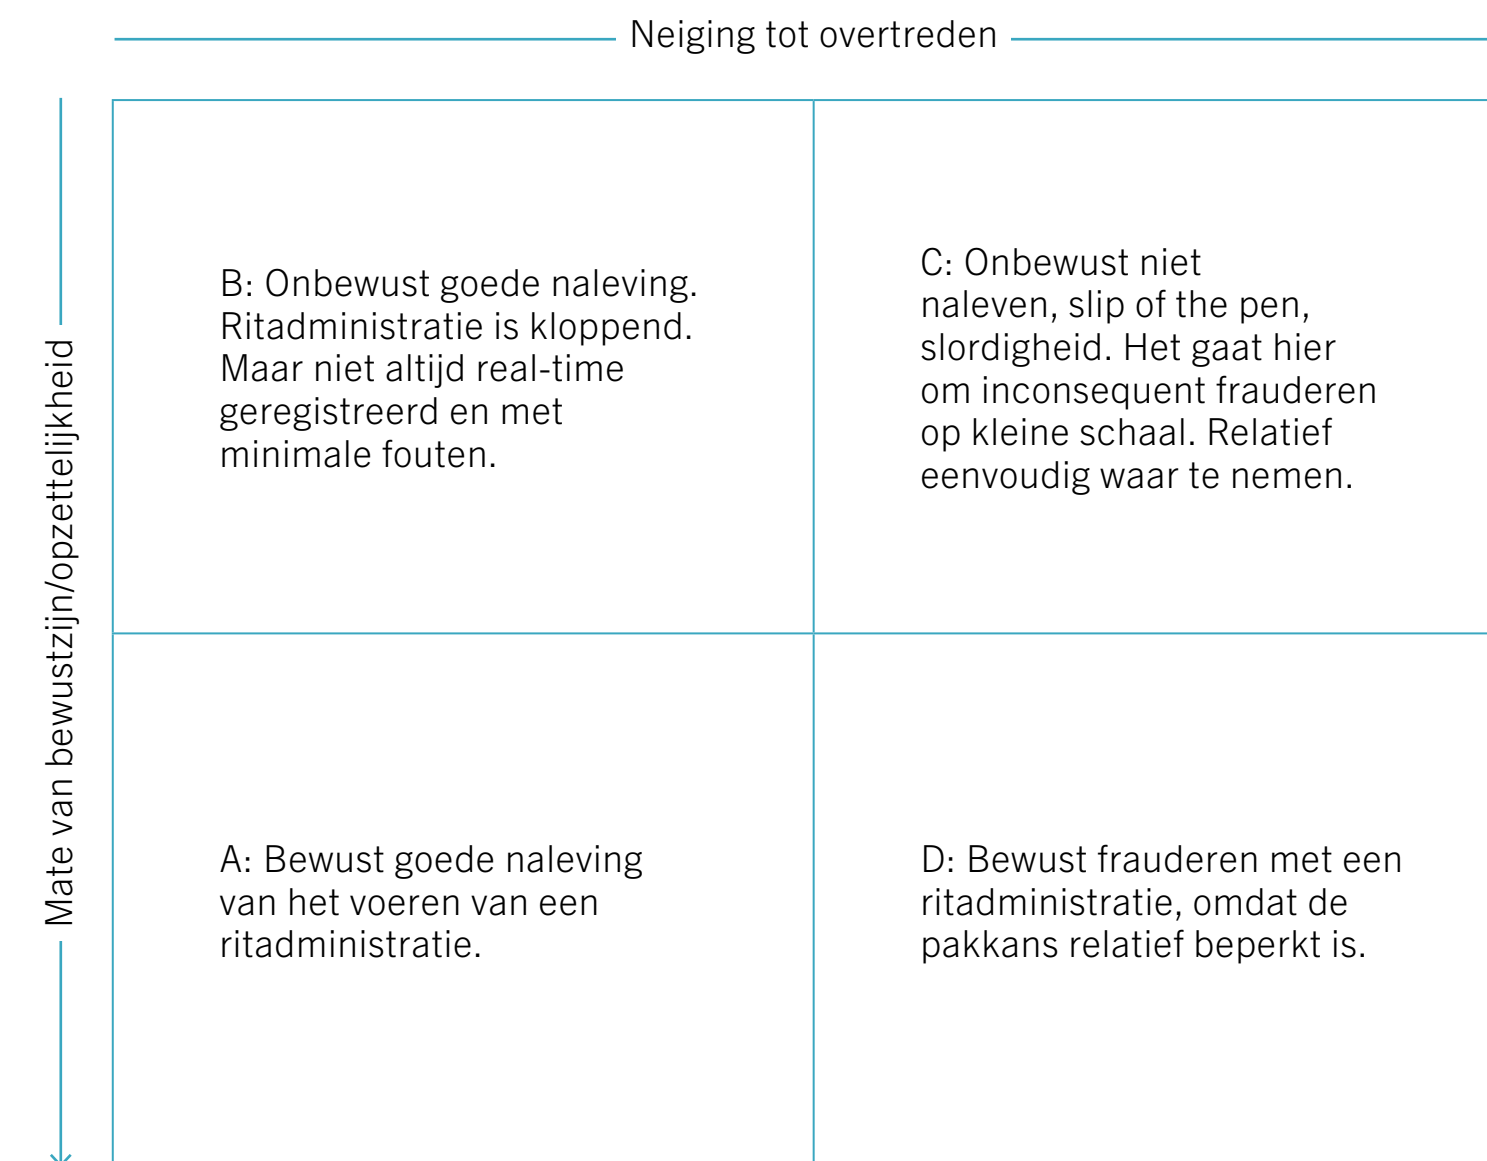 Neiging tot overtreden
Mate van bewustzijn/opzettelijkheid
B: Onbewust goede naleving.
Ritadministratie is kloppend.
Maar niet altijd real-time
geregistreerd en met
minimale fouten.
C: Onbewust niet
naleven, slip of the pen,
slordigheid. Het gaat hier
om inconsequent frauderen
op kleine schaal. Relatief
eenvoudig waar te nemen.
A: Bewust goede naleving
van het voeren van een
ritadministratie.
D: Bewust frauderen met een
ritadministratie, omdat de
pakkans relatief beperkt is.